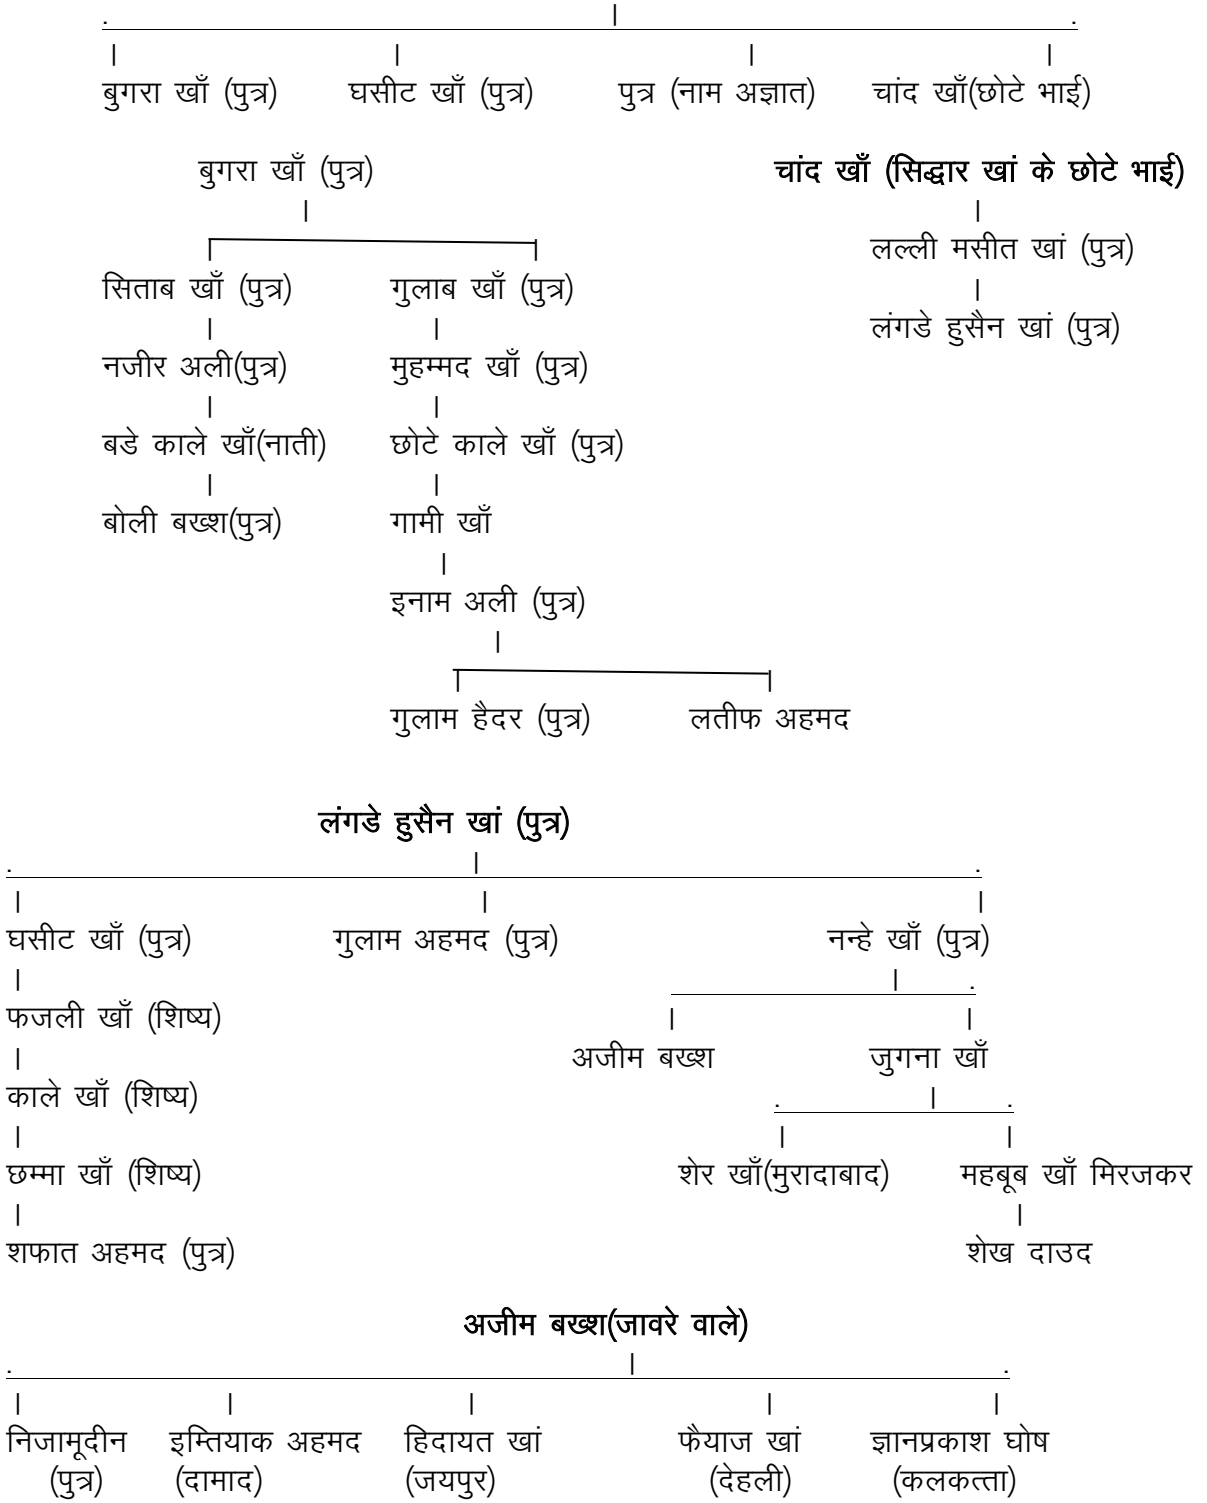 बुगरा खाँ (पुत्र) घसीट खाँ (पुत्र) पुत्र (नाम अज्ञात) चांद खाँ(छोटे भाई)
बुगरा खाँ (पुत्र) चांद खाँ (सिद्धार खां के छोटे भाई)
लल्ली मसीत खां (पुत्र)
सिताब खाँ (पुत्र) गुलाब खाँ (पुत्र)
लंगडे हुसैन खां (पुत्र)
नजीर अली(पुत्र) मुहम्मद खाँ (पुत्र)
बडे काले खाँ(नाती) छोटे काले खाँ (पुत्र)
बोली बख्श(पुत्र) गामी खाँ
इनाम अली (पुत्र)
गुलाम हैदर (पुत्र) लतीफ अहमद
लंगडे हुसैन खां (पुत्र)
घसीट खाँ (पुत्र) गुलाम अहमद (पुत्र) नन्हे खाँ (पुत्र)
फजली खाँ (शिष्य)
अजीम बख्श जुगना खाँ
काले खाँ (शिष्य)
छम्मा खाँ (शिष्य) शेर खाँ(मुरादाबाद) महबूब खाँ मिरजकर
शफात अहमद (पुत्र) शेख दाउद
अजीम बख्श(जावरे वाले)
निजामूदीन इम्तियाक अहमद हिदायत खां फैयाज खां ज्ञानप्रकाश घोष
(पुत्र) (दामाद) (जयपुर) (देहली) (कलकत्ता)